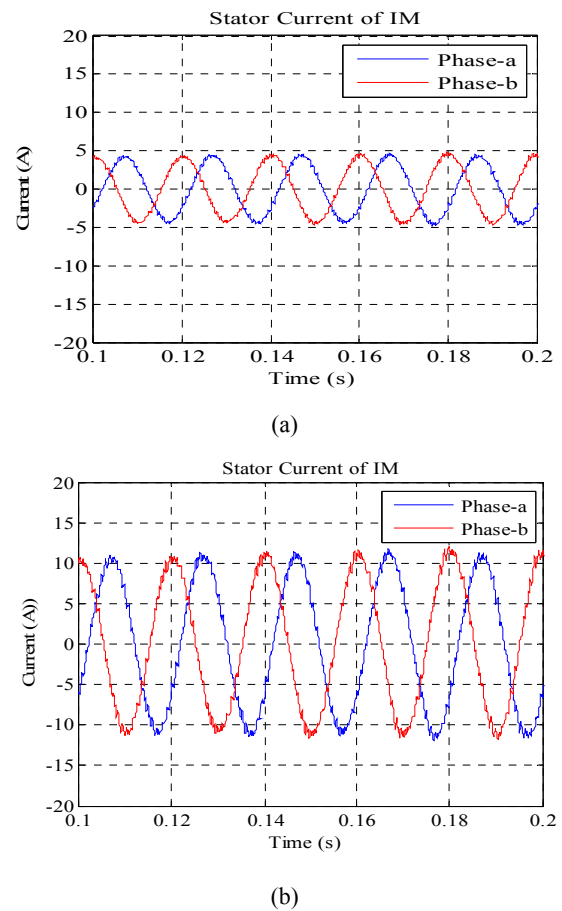 Stator Current of IM
20
15
10
5
0
-5
-10
-15
-20
Current (A)
Phase-a
Phase-b
0.1 0.12 0.14 0.16 0.18 0.2
Time (s)
(a)
Stator Current of IM
20
15
10
5
0
-5
-10
-15
-20
Current (A))
Phase-a
Phase-b
0.1 0.12 0.14 0.16 0.18 0.2
Time (s)
(b)